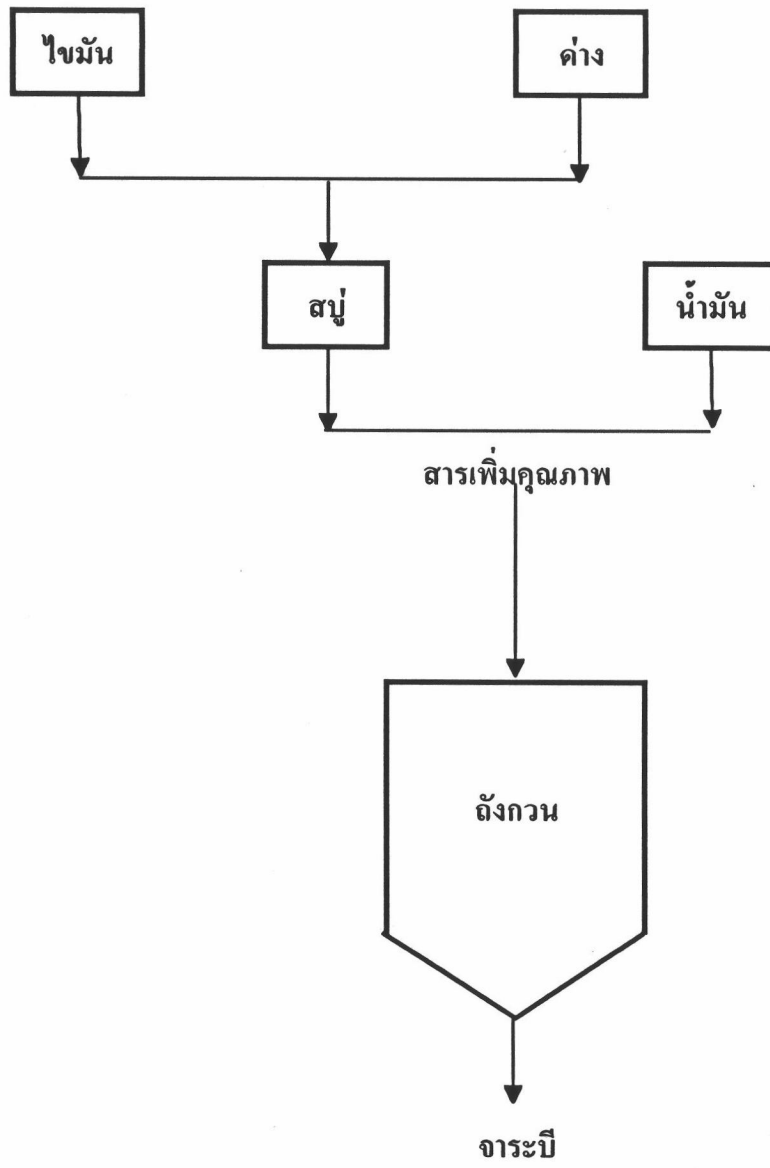 ไขมัน
ด่าง
สบู่
น้ำมัน
สารเพิ่มคุณภาพ
ถังกวน
จาระบี